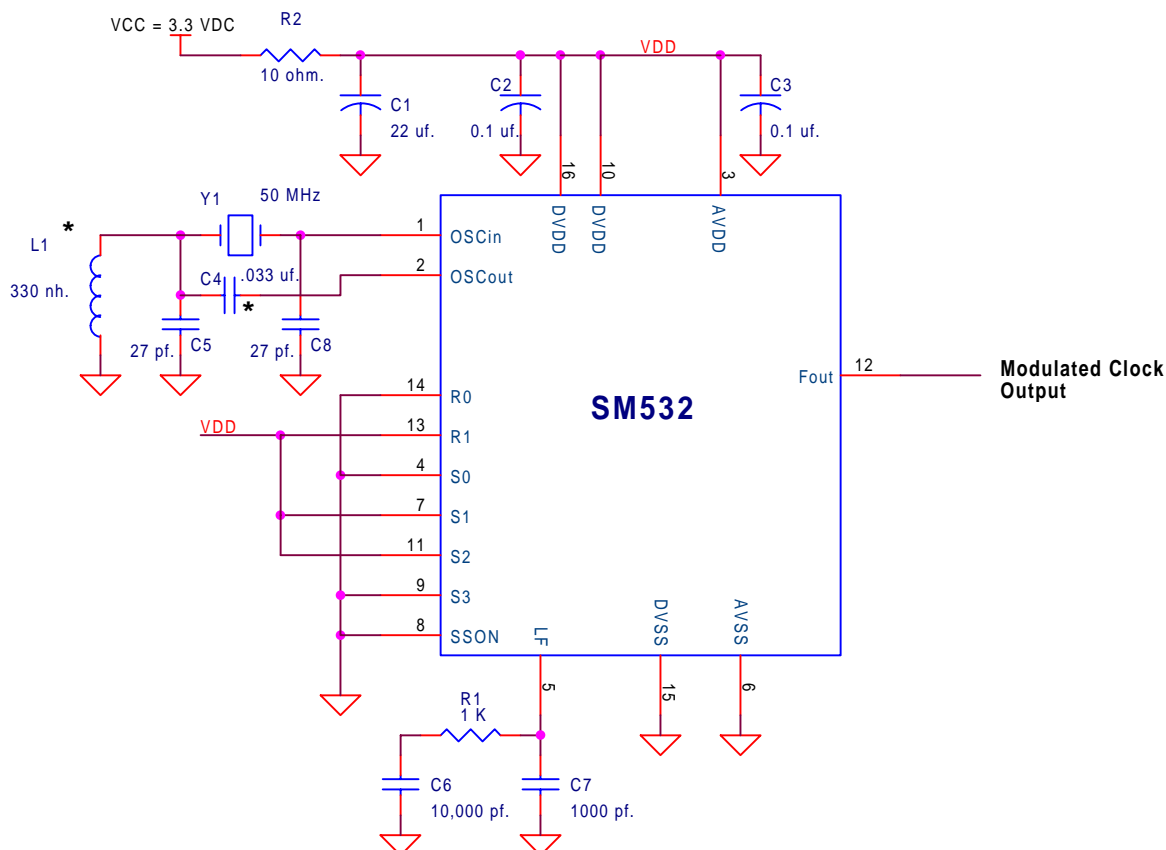 VCC = 3.3 VDC
R2
10 ohm.
VDD
C1
22 uf.
C2
0.1 uf.
C3
0.1 uf.
16
10
3
DVDD
DVDD
AVDD
Y1
50 MHz
*
L1
330 nh.
1
OSCin
2
OSCout
C4
.033 uf.
*
C5
27 pf.
27 pf.
C8
14
R0
VDD
13
R1
4
S0
7
S1
11
S2
9
S3
8
SSON
SM532
Fout
12
Modulated Clock
Output
LF
DVSS
AVSS
5
15
6
R1
1 K
C6
10,000 pf.
C7
1000 pf.